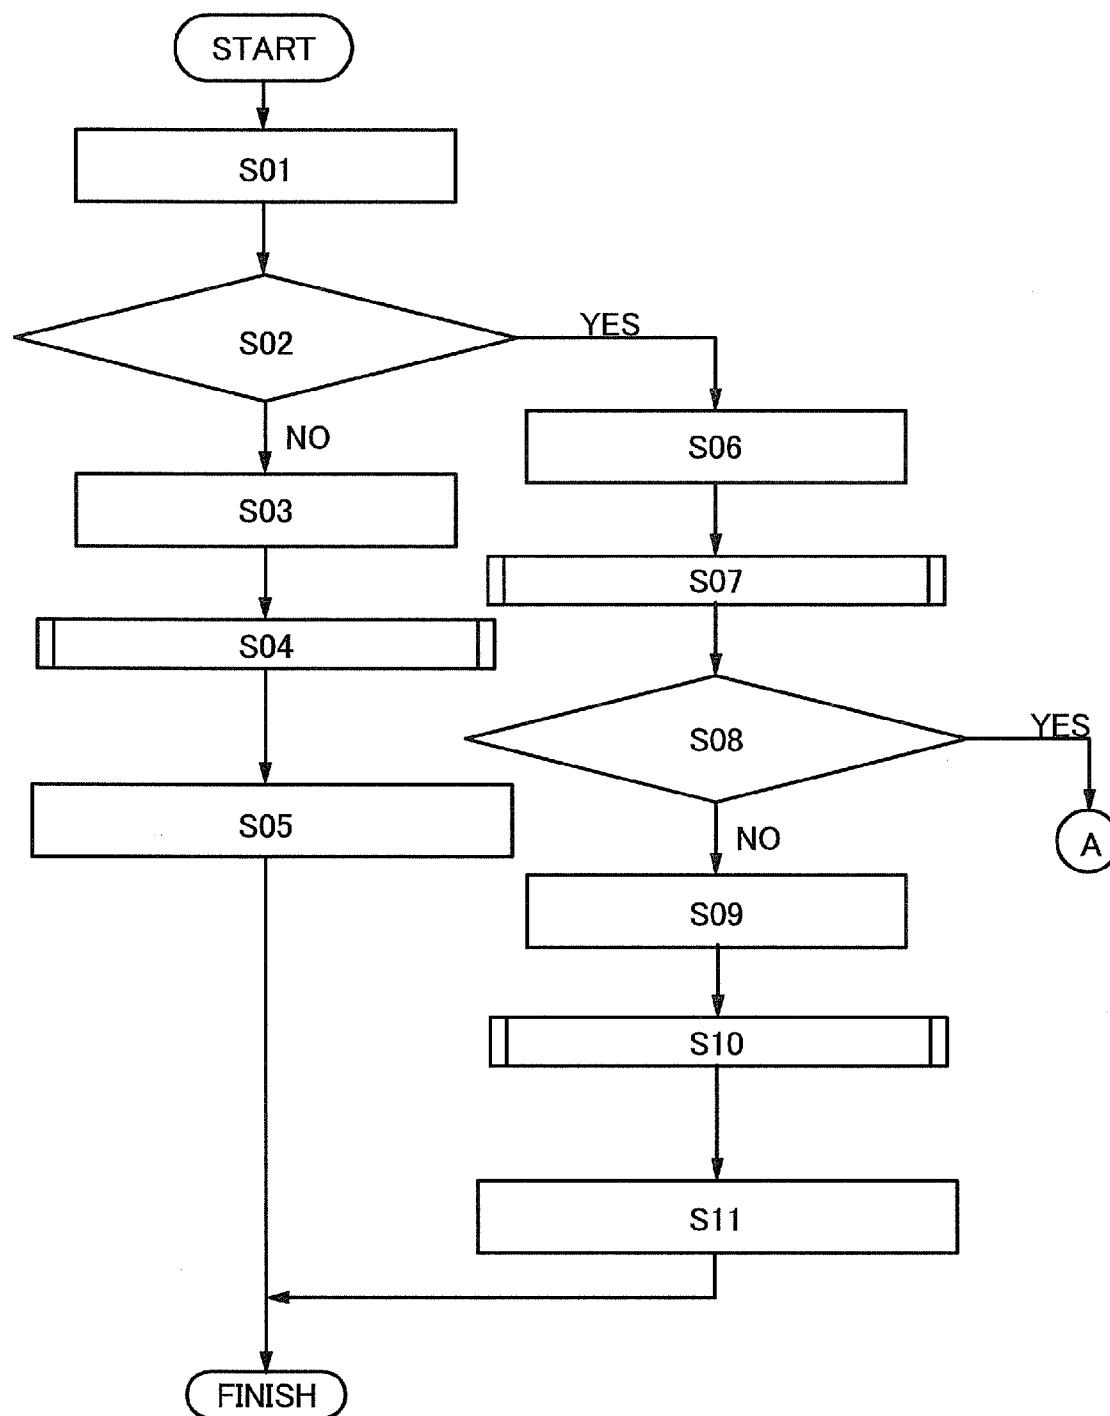 START
S01
S02
YES
NO
S06
S03
S07
S04
S08
YES
S05
NO
A
S09
S10
S11
FINISH